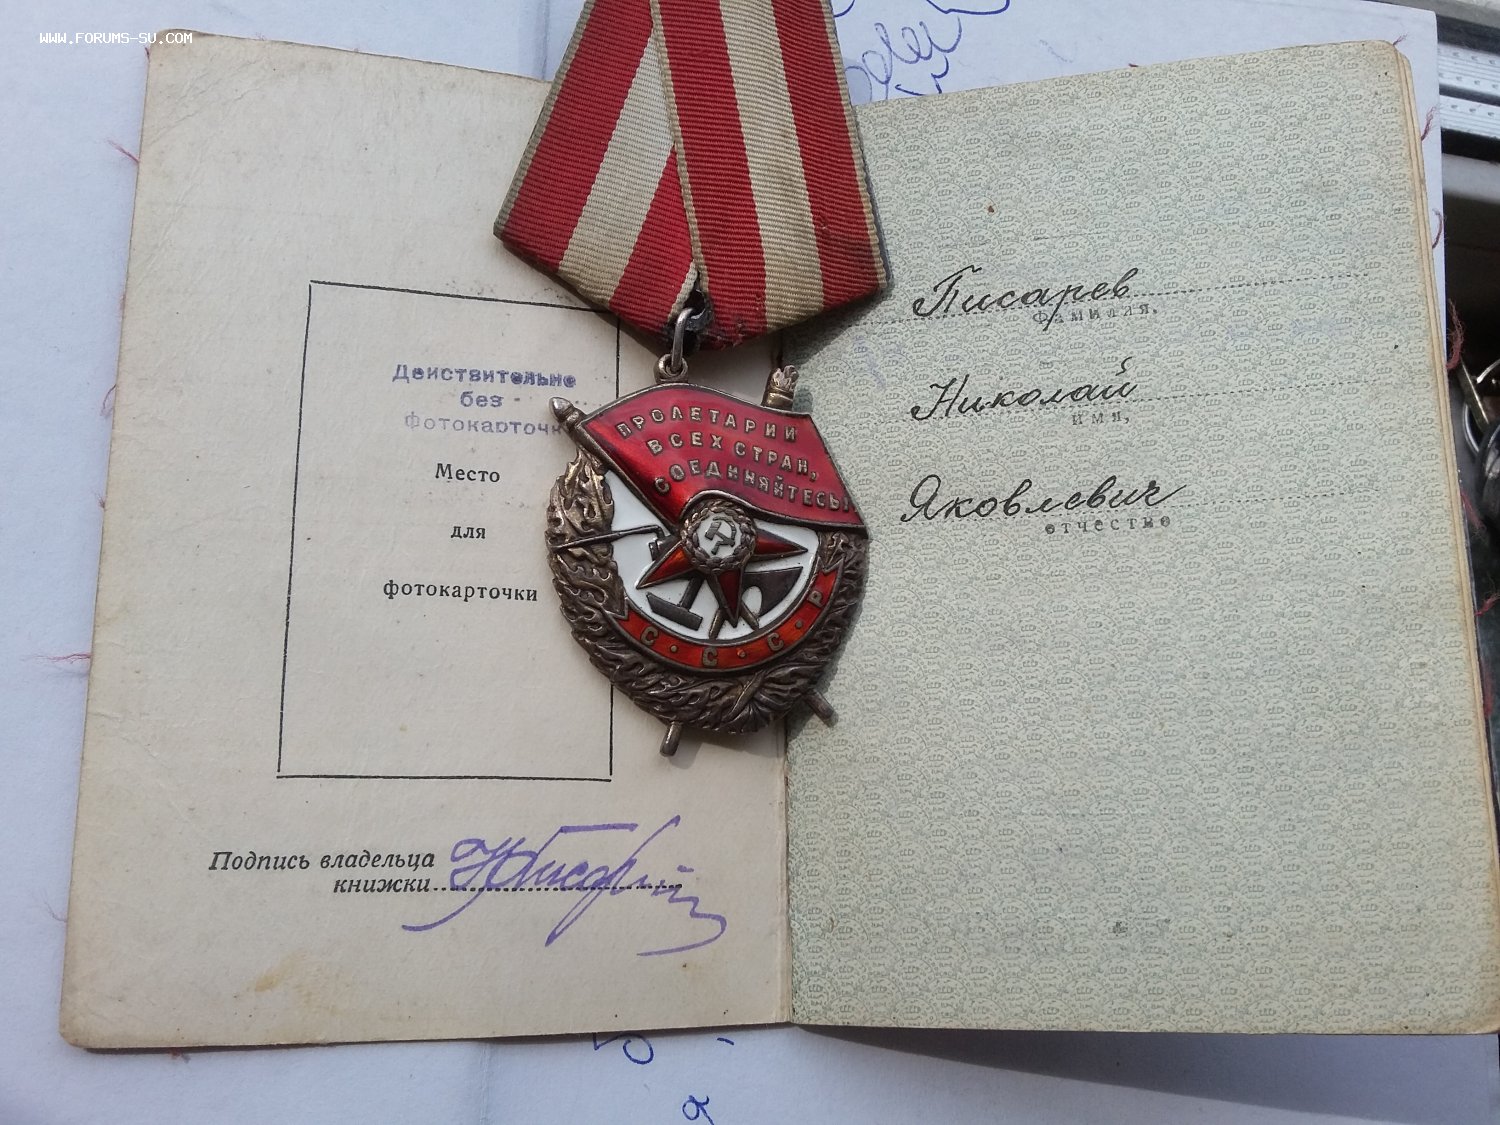 WWW.FORUMS-SU.COM
Действительно
без
фотокарточк
Место
для
фотокарточки
Подпись владельца
книжки
ПРОЛЕТАРИИ
ВСЕХ СТРАН,
СОЕДИНЯЙТЕСЬ!
С·С·С·Р
Писарев
фамилия,
Николай
имя,
Яковлевич
отчество